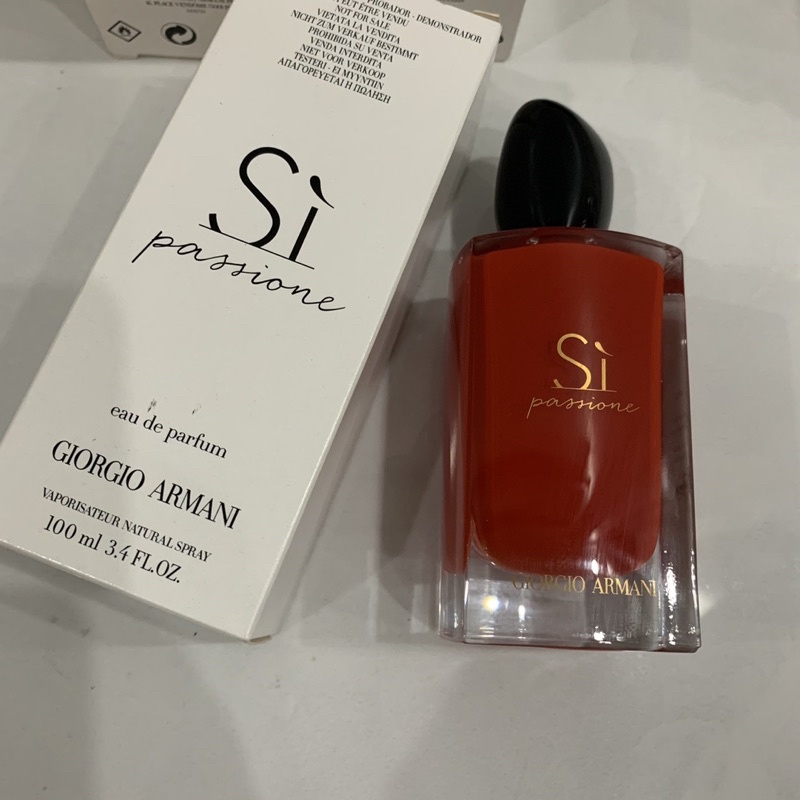 PROBADOR - DEMONSTRADOR
PEUT ÊTRE VENDU
NOT FOR SALE
VIETATA LA VENDITA
NICHT ZUM VERKAUF BESTIMMT
PROHIBIDA SU VENTA
VENDA INTERDITA
NIET VOOR VERKOOP
TESTERI - EI MYYNTIIN
ΑΠΑΓΟΡΕΥΕΤΑΙ Η ΠΩΛΗΣΗ
Sì
passione
eau de parfum
GIORGIO ARMANI
VAPORISATEUR NATURAL SPRAY
100 ml 3.4 FL.OZ.
Sì
passione
GIORGIO ARMANI